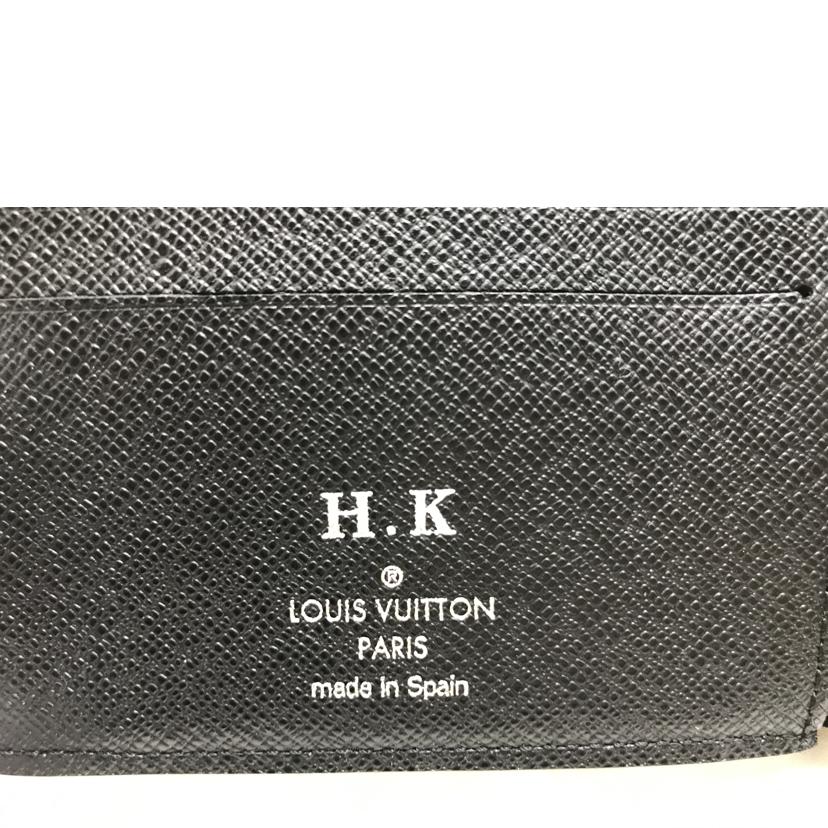 H.K
®
LOUIS VUITTON
PARIS
made in Spain